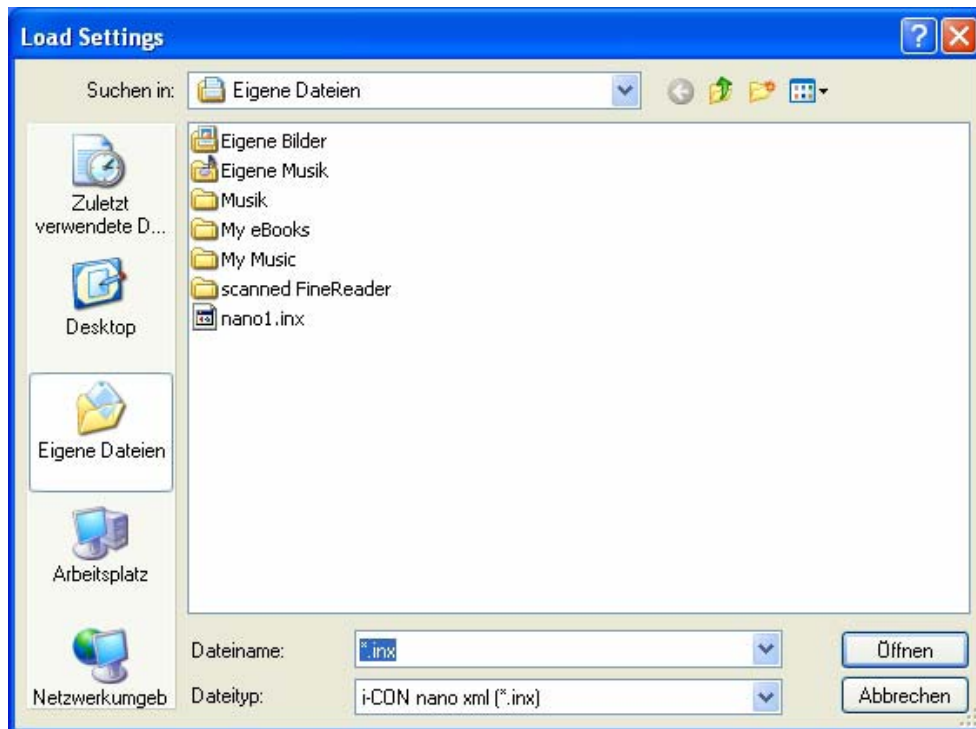 Load Settings
Suchen in:
Eigene Dateien
Zuletzt
verwendete D...
Desktop
Eigene Dateien
Arbeitsplatz
Netzwerkumgeb
Eigene Bilder
Eigene Musik
Musik
My eBooks
My Music
scanned FineReader
nano1.inx
Dateiname:
*.inx
Öffnen
Dateityp:
i-CON nano xml (*.inx)
Abbrechen